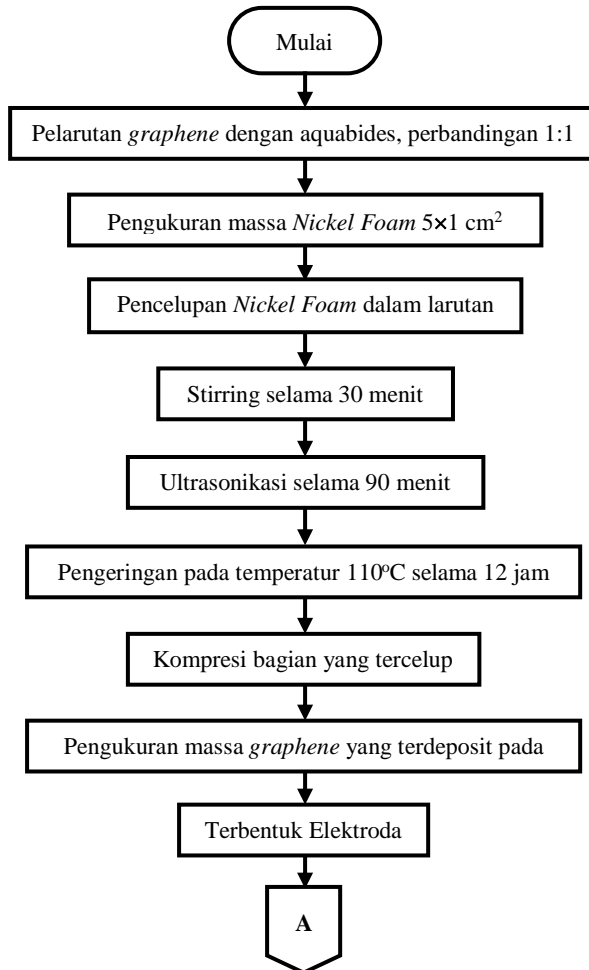 Mulai
Pelarutan graphene dengan aquabides, perbandingan 1:1
Pengukuran massa Nickel Foam 5×1 cm²
Pencelupan Nickel Foam dalam larutan
Stirring selama 30 menit
Ultrasonikasi selama 90 menit
Pengeringan pada temperatur 110ºC selama 12 jam
Kompresi bagian yang tercelup
Pengukuran massa graphene yang terdeposit pada
Terbentuk Elektroda
A